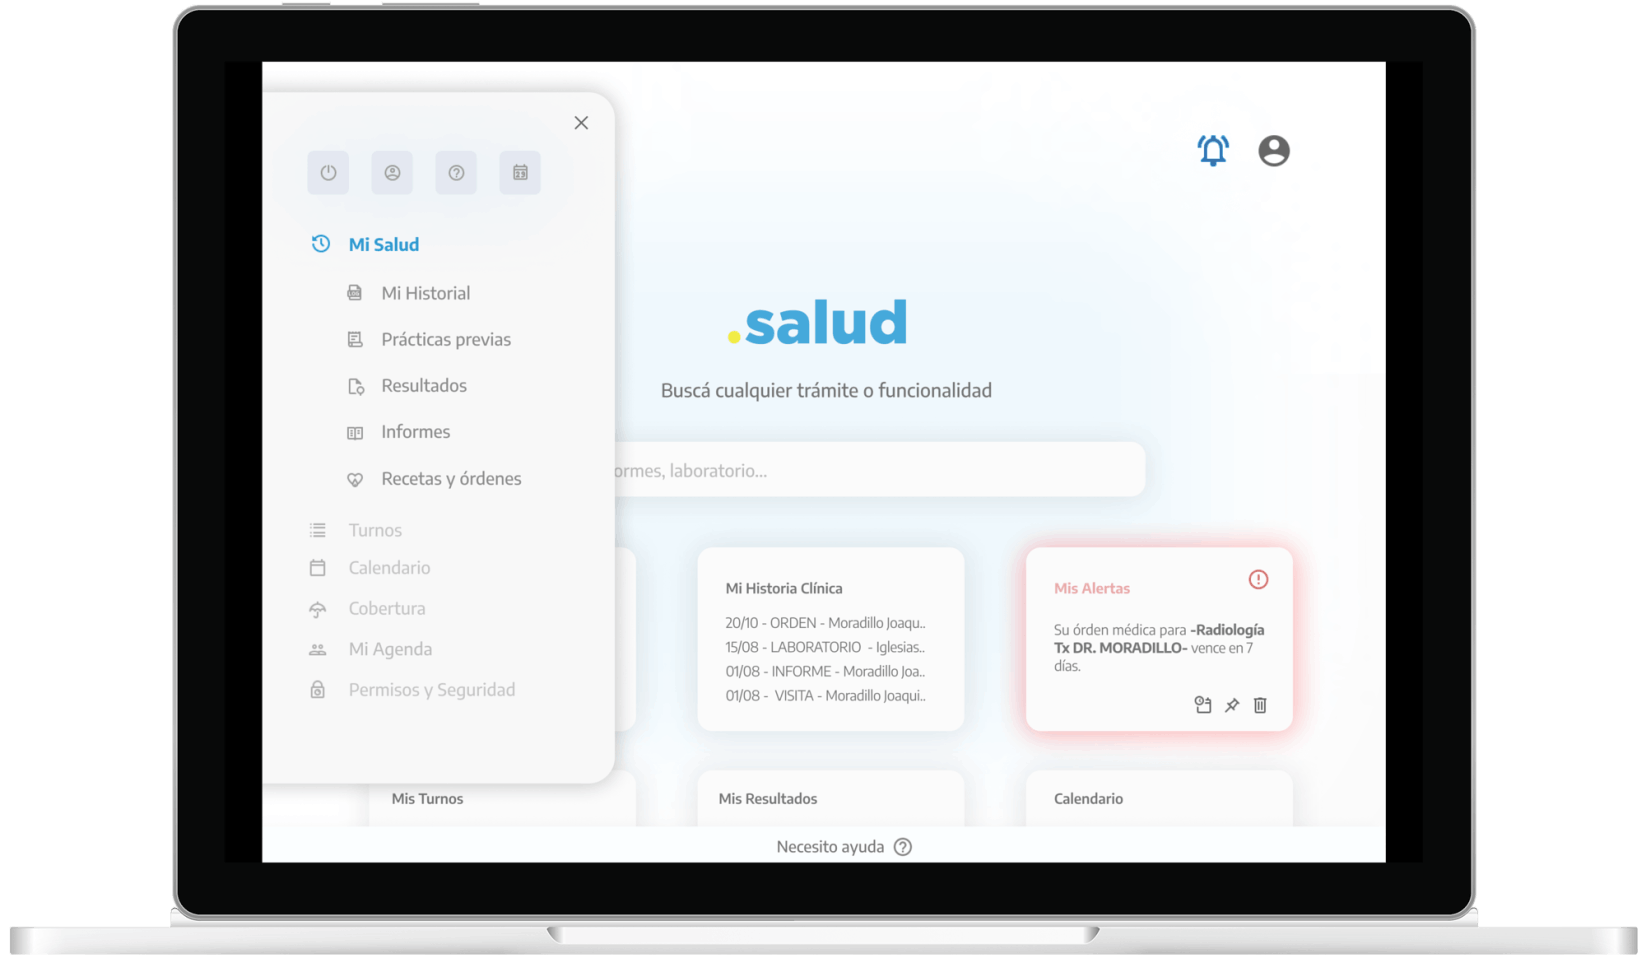 Mi Salud
Mi Historial
Prácticas previas
Resultados
Informes
Recetas y órdenes
Turnos
Calendario
Cobertura
Mi Agenda
Permisos y Seguridad
.salud
Buscá cualquier trámite o funcionalidad
ormes, laboratorio...
Mi Historia Clínica
20/10 - ORDEN - Moradillo Joaqu..
15/08 - LABORATORIO - Iglesias..
01/08 - INFORME - Moradillo Joa..
01/08 - VISITA - Moradillo Joaqui..
Mis Alertas
Su órden médica para -Radiología
Tx DR. MORADILLO- vence en 7
días.
Mis Turnos
Mis Resultados
Calendario
Necesito ayuda